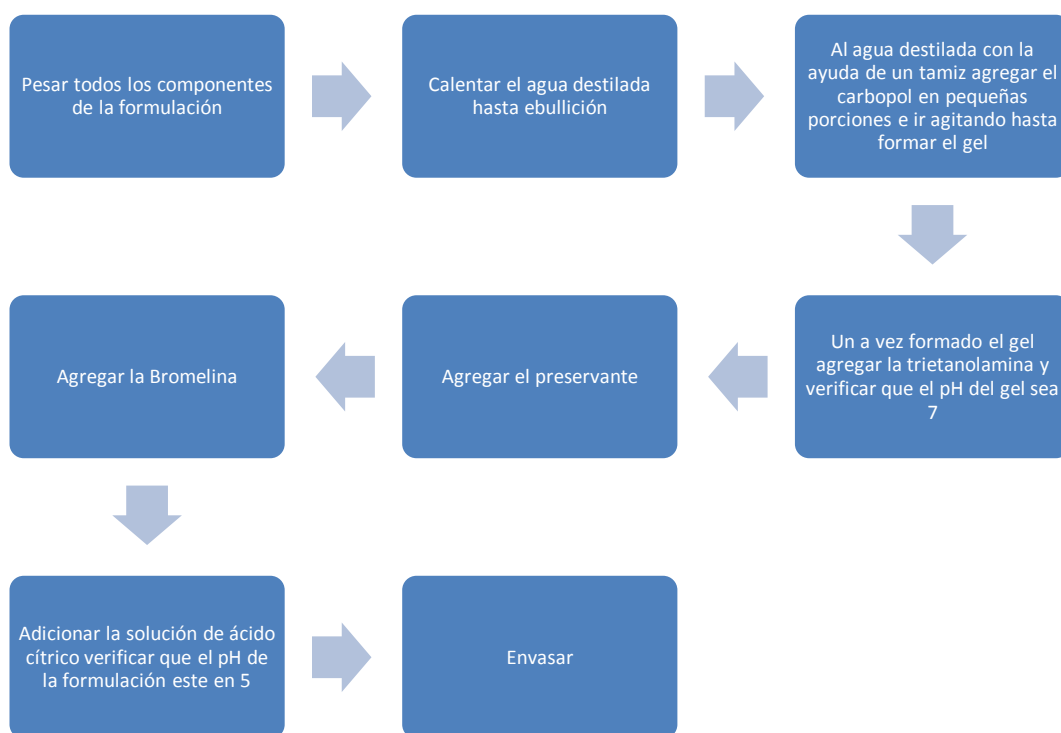 Pesar todos los componentes
de la formulación
Calentar el agua destilada
hasta ebullición
Al agua destilada con la
ayuda de un tamiz agregar el
carbopol en pequeñas
porciones e ir agitando hasta
formar el gel
Un a vez formado el gel
agregar la trietanolamina y
verificar que el pH del gel sea
7
Agregar el preservante
Agregar la Bromelina
Adicionar la solución de ácido
cítrico verificar que el pH de
la formulación este en 5
Envasar